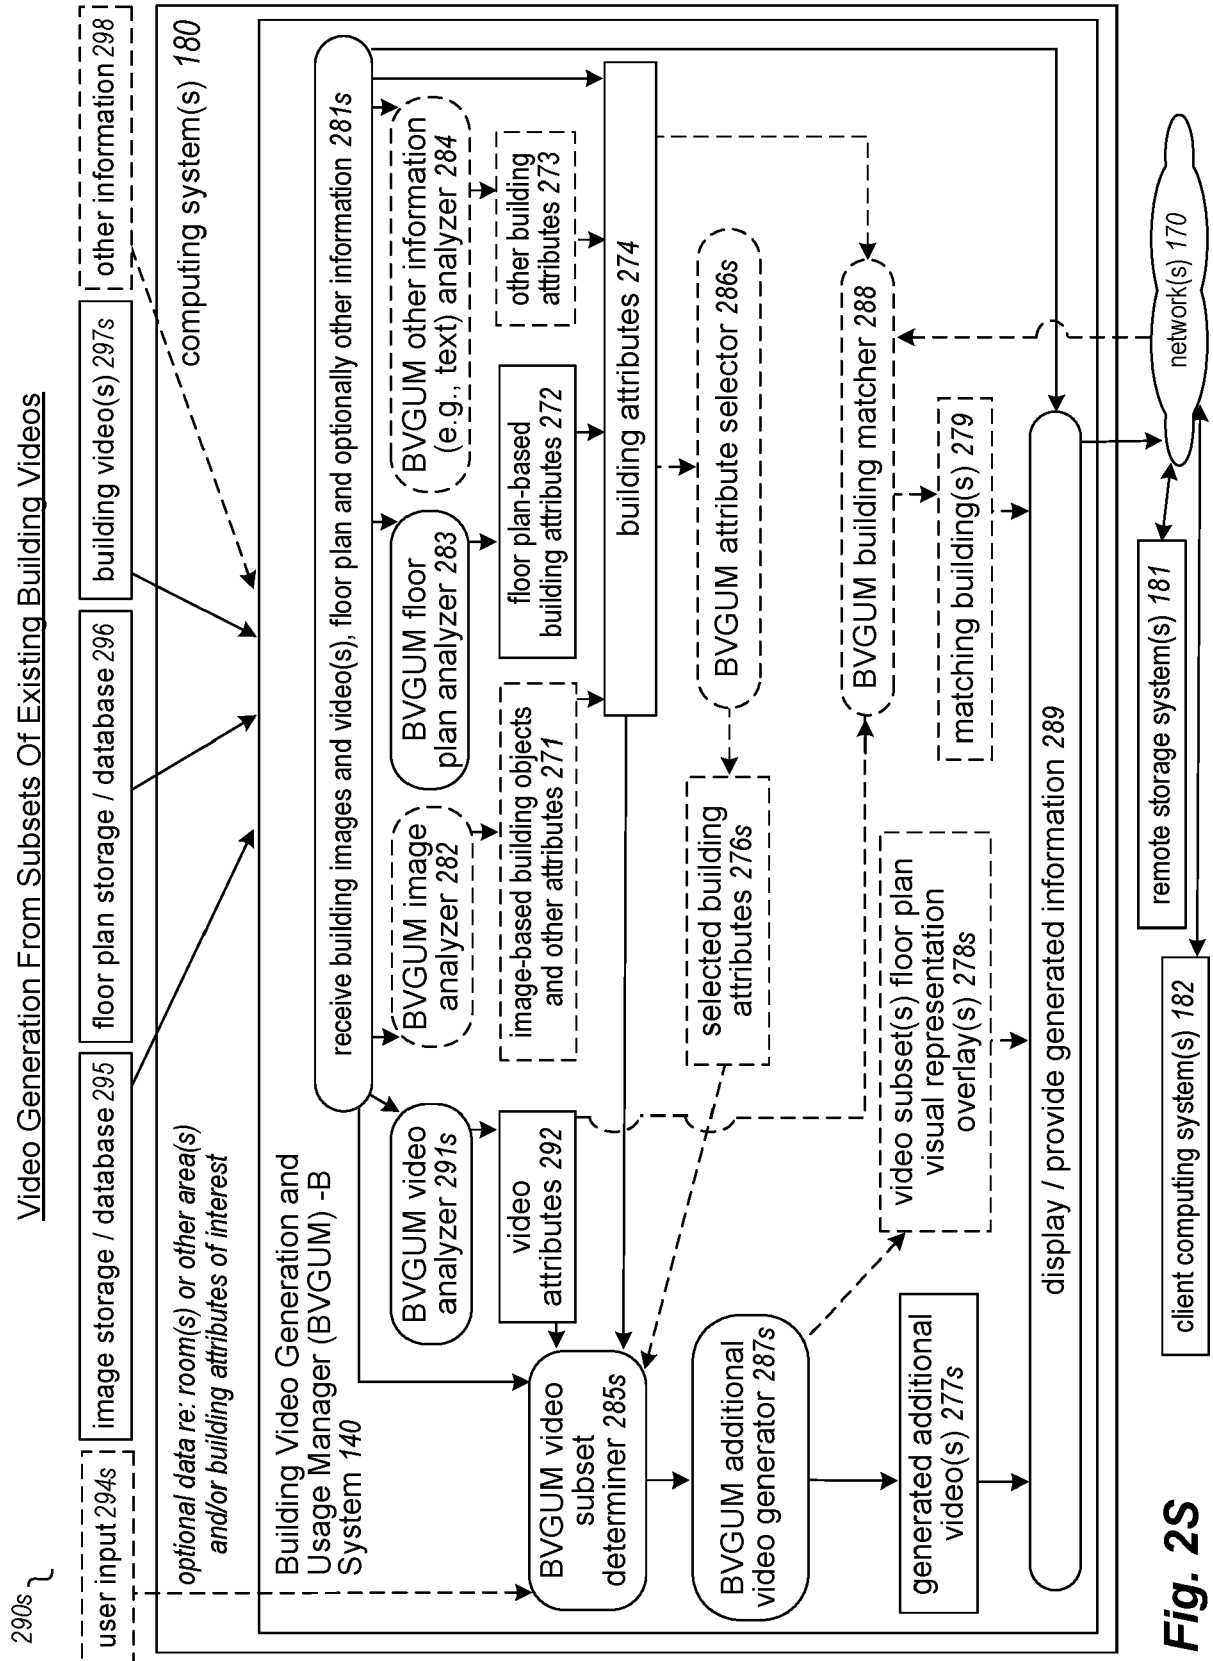 290s
Video Generation From Subsets Of Existing Building Videos
user input 294s
image storage / database 295
floor plan storage / database 296
building video(s) 297s
other information 298
optional data re: room(s) or other area(s)
and/or building attributes of interest
computing system(s) 180
Building Video Generation and
Usage Manager (BVGUM) -B
System 140
receive building images and video(s), floor plan and optionally other information 281s
BVGUM video
analyzer 291s
BVGUM image
analyzer 282
BVGUM floor
plan analyzer 283
BVGUM other information
(e.g., text) analyzer 284
video
attributes 292
image-based building objects
and other attributes 271
floor plan-based
building attributes 272
other building
attributes 273
building attributes 274
BVGUM video
subset
determiner 285s
selected building
attributes 276s
BVGUM attribute selector 286s
BVGUM additional
video generator 287s
BVGUM building matcher 288
generated additional
video(s) 277s
video subset(s) floor plan
visual representation
overlay(s) 278s
matching building(s) 279
display / provide generated information 289
client computing system(s) 182
remote storage system(s) 181
network(s) 170
Fig. 2S